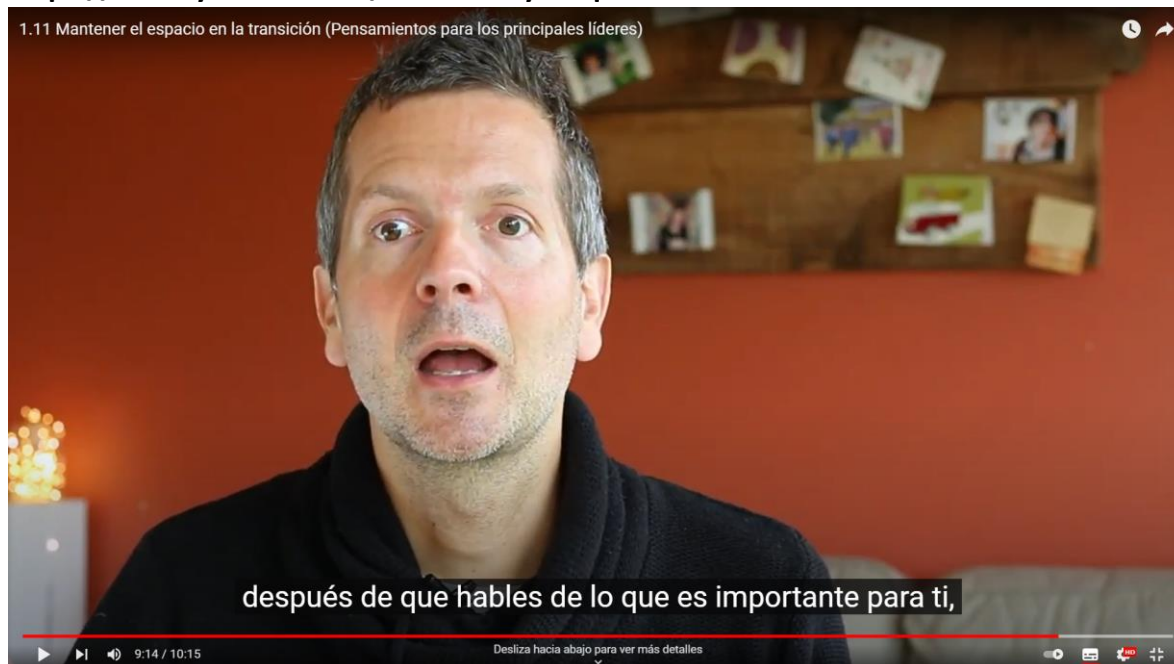 1.11 Mantener el espacio en la transición (Pensamientos para los principales líderes)
después de que hables de lo que es importante para ti,
9:14 / 10:15
Desliza hacia abajo para ver más detalles
HD